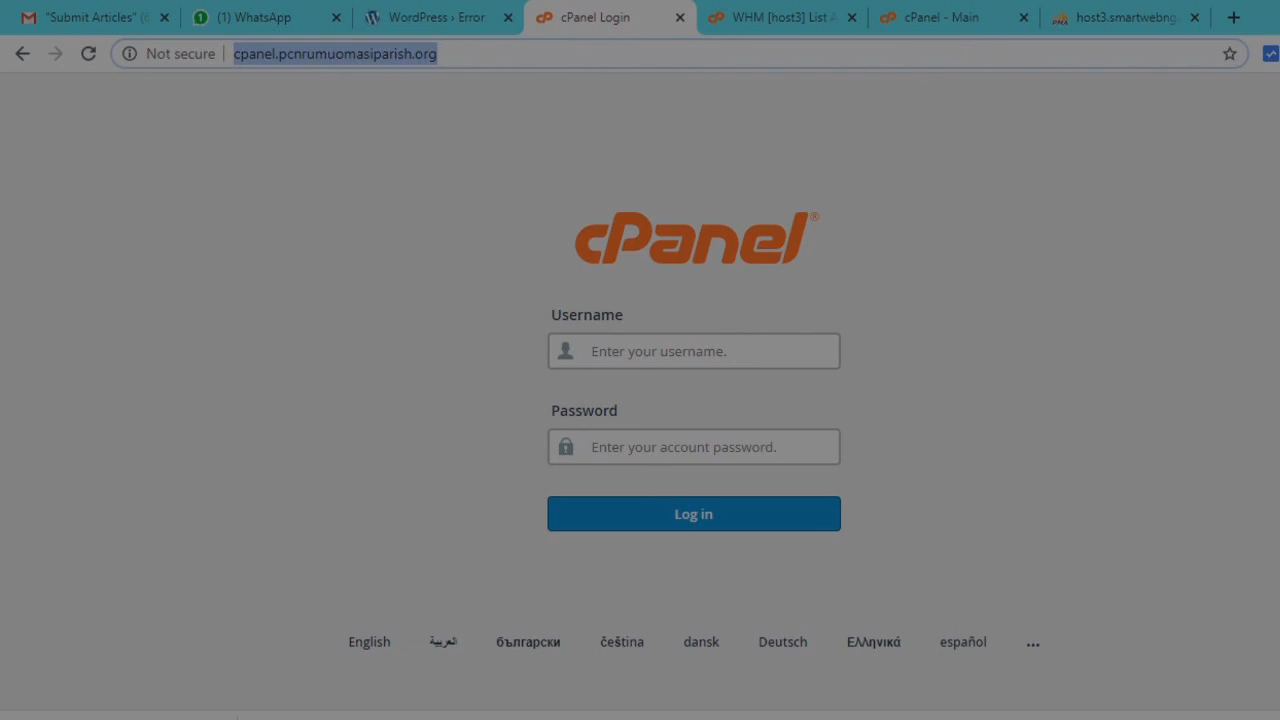 "Submit Articles" (6
(1) WhatsApp
WordPress › Error
cPanel Login
WHM [host3] List A
cPanel - Main
PMA
host3.smartwebng.
Not secure
cpanel.pcnrumuomasiparish.org
cPanel®
Username
Enter your username.
Password
Enter your account password.
Log in
English العربية български čeština dansk Deutsch Ελληνικά español ...